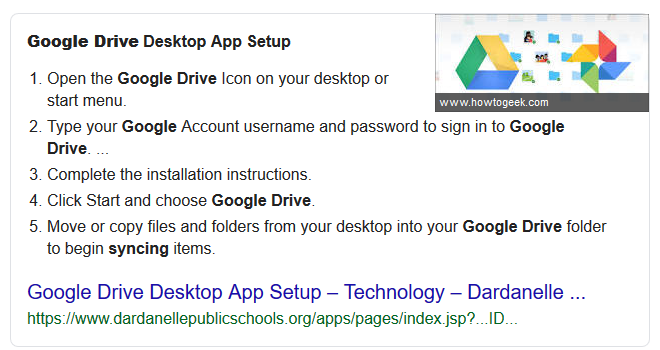 Google Drive Desktop App Setup
www.howtogeek.com
1. Open the Google Drive Icon on your desktop or
start menu.
2. Type your Google Account username and password to sign in to Google
Drive. ...
3. Complete the installation instructions.
4. Click Start and choose Google Drive.
5. Move or copy files and folders from your desktop into your Google Drive folder
to begin syncing items.
Google Drive Desktop App Setup – Technology – Dardanelle ...
https://www.dardanellepublicschools.org/apps/pages/index.jsp?...ID...